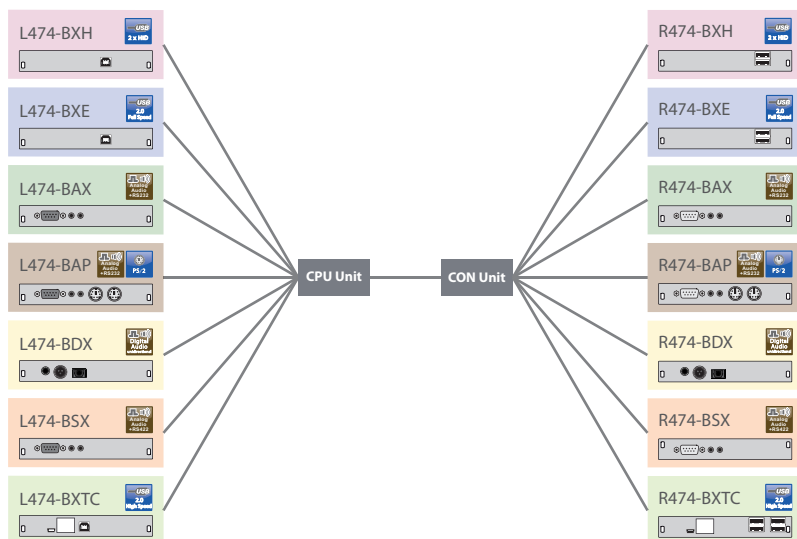 L474-BXH
USB
2 x HID
R474-BXH
USB
2 x HID
L474-BXE
USB
2.0
Full Speed
R474-BXE
USB
2.0
Full Speed
L474-BAX
Analog
Audio
+RS232
R474-BAX
Analog
Audio
+RS232
L474-BAP
Analog
Audio
+RS232
PS/2
CPU Unit
CON Unit
R474-BAP
Analog
Audio
+RS232
PS/2
L474-BDX
Digital
Audio
R474-BDX
Digital
Audio
L474-BSX
Analog
Audio
+RS422
R474-BSX
Analog
Audio
+RS422
L474-BXTC
USB
2.0
High Speed
R474-BXTC
USB
2.0
High Speed